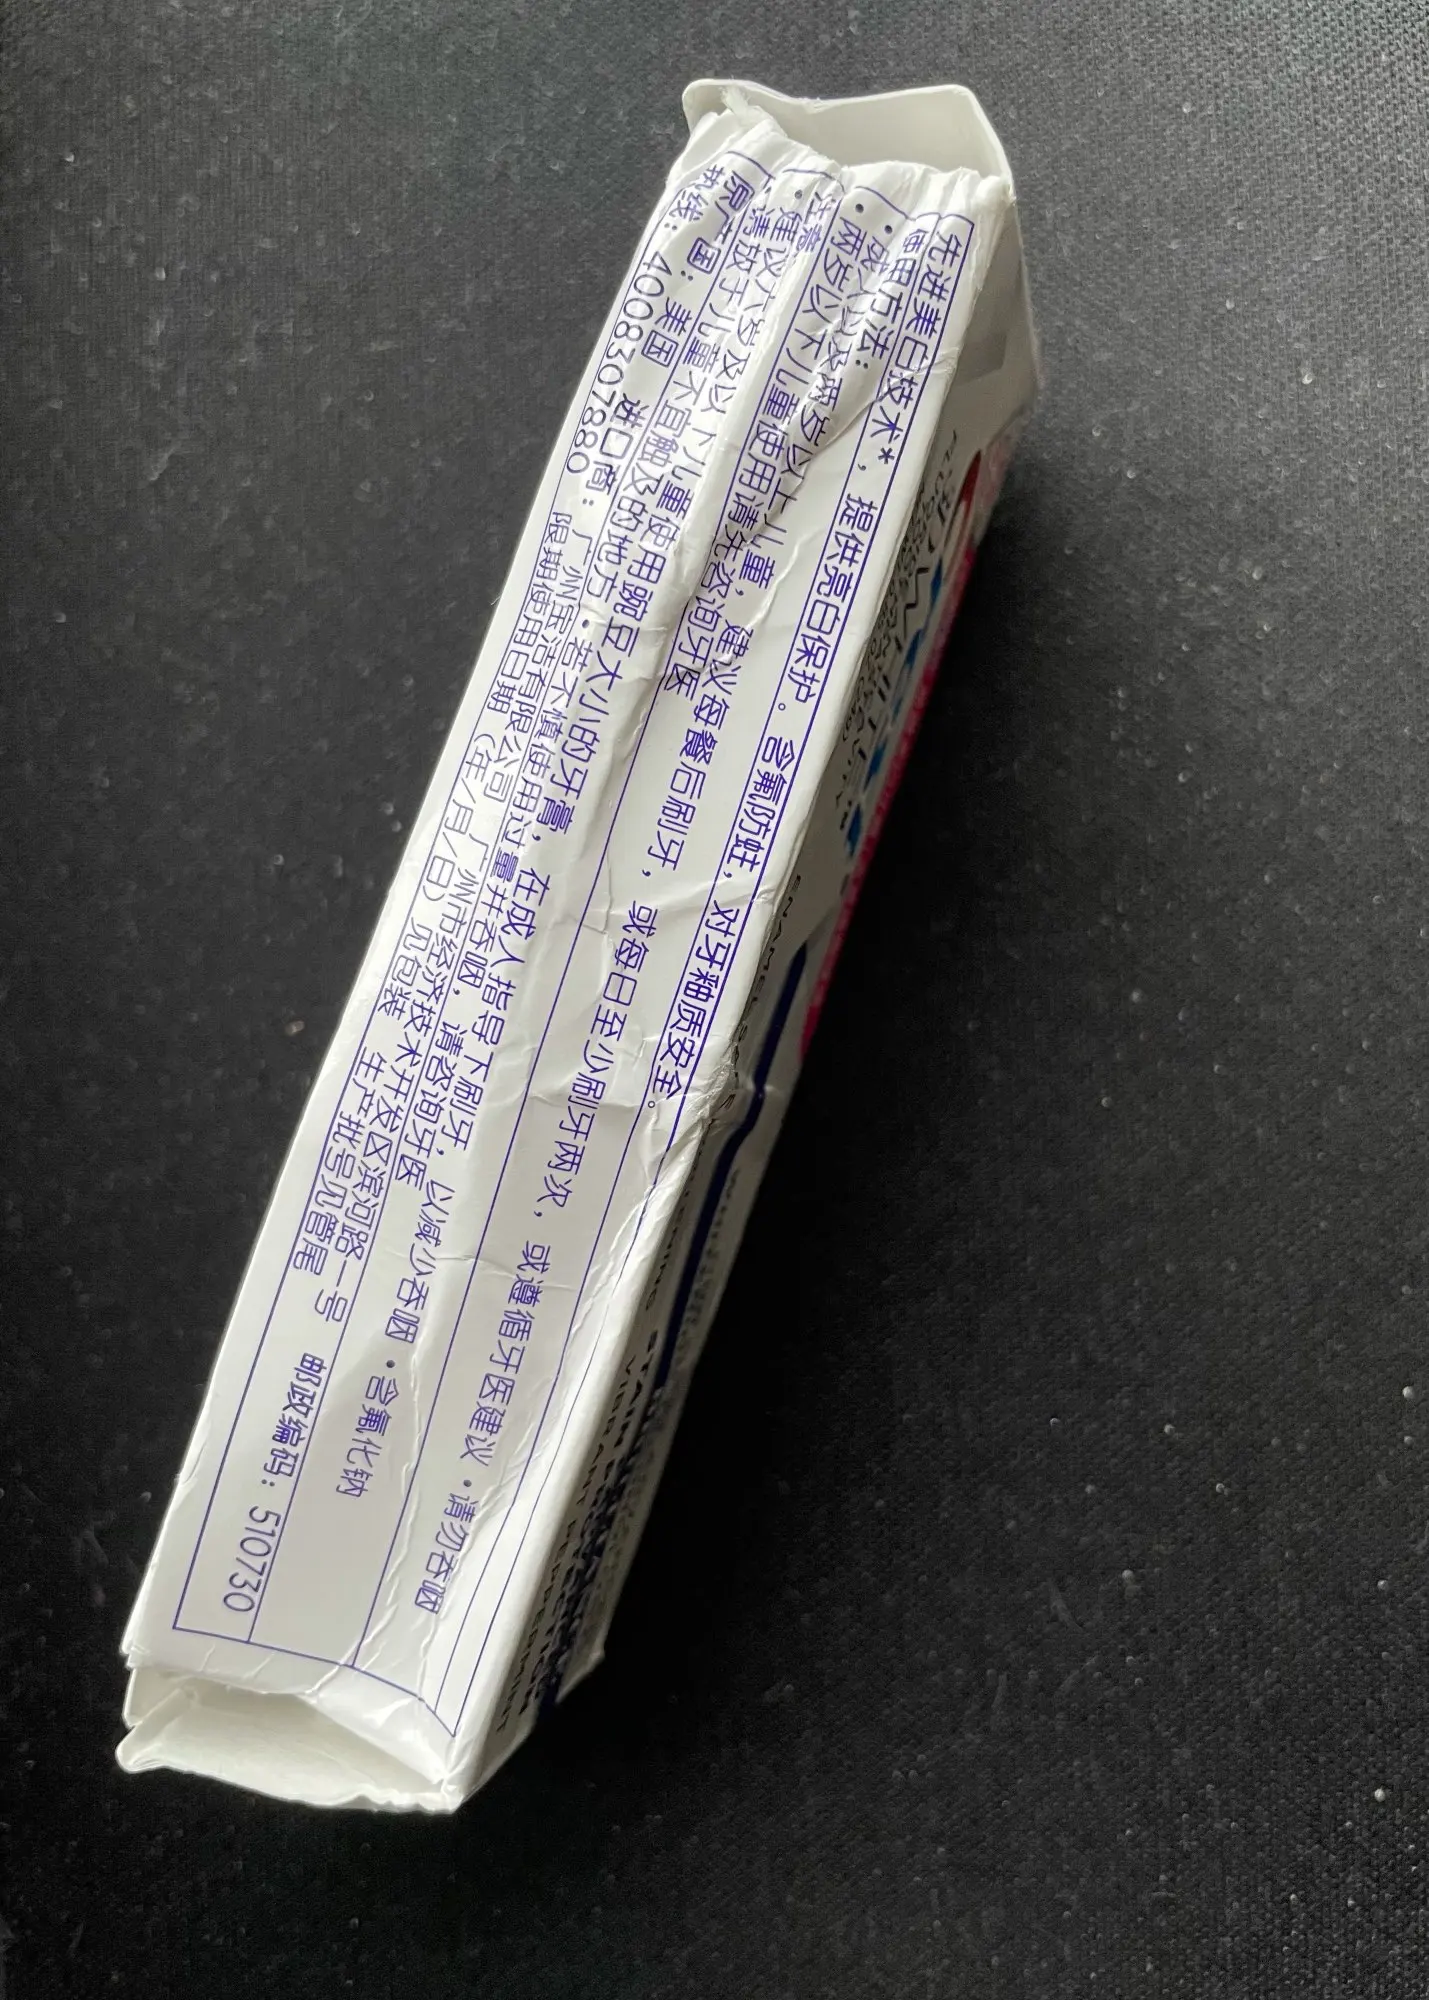 先进美白技术*，提供亮白保护。含氟防蛀，对牙釉质安全。
使用方法：
·成人及两岁以上儿童，建议每餐后刷牙，或每日至少刷牙两次，或遵循牙医建议·请勿吞咽
·两岁以下儿童使用请先咨询牙医
注意
·建议六岁及以下儿童使用豌豆大小的牙膏，在成人指导下刷牙，以减少吞咽·含氟化钠
·请放于儿童不自触及的地方·若不慎使用过量并吞咽，请咨询牙医
原产国：美国 进口商：广州宝洁有限公司 广州市经济技术开发区滨河路一号 邮政编码：510730
热线：4008307880 限期使用日期（年/月/日）见包装 生产批号见管尾
ENAMEL SAFE
VIBRANT